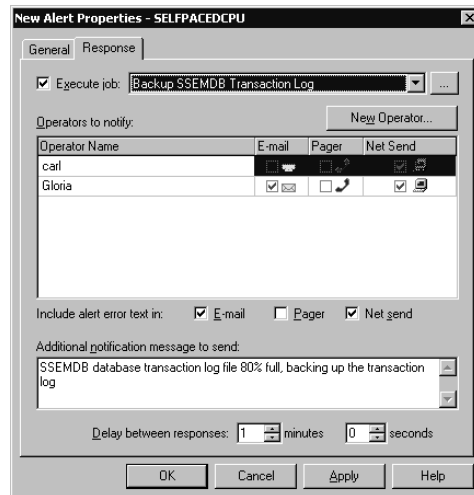 New Alert Properties - SELFPACEDCPU
General Response
Execute job: Backup SSEMDB Transaction Log ...
Operators to notify: New Operator...
Operator Name E-mail Pager Net Send
carl
Gloria
Include alert error text in: E-mail Pager Net send
Additional notification message to send:
SSEMDB database transaction log file 80% full, backing up the transaction
log
Delay between responses: 1 minutes 0 seconds
OK Cancel Apply Help